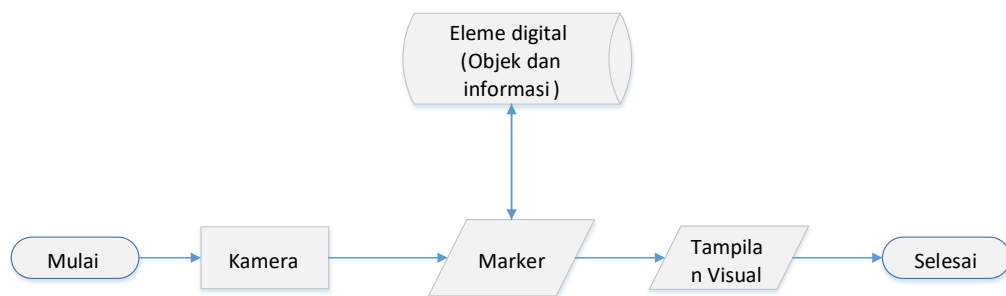 Eleme digital
(Objek dan
informasi)
Mulai
Kamera
Marker
Tampila
n Visual
Selesai